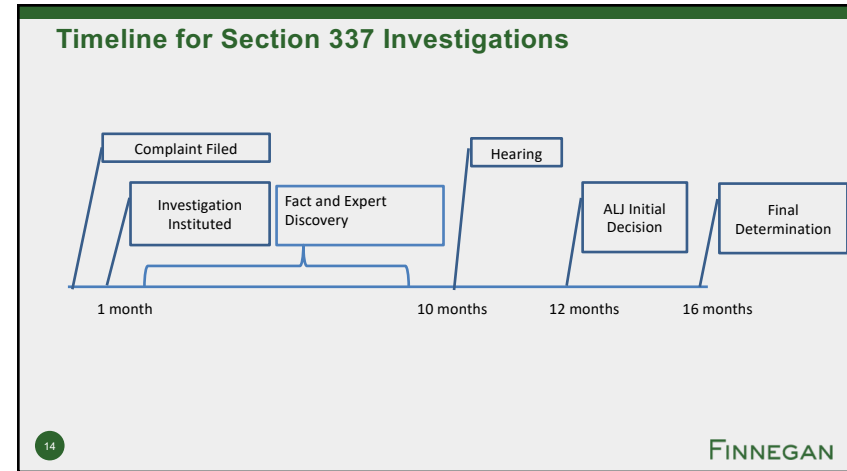 Timeline for Section 337 Investigations
Complaint Filed
Hearing
Investigation
Instituted
Fact and Expert
Discovery
ALJ Initial
Decision
Final
Determination
1 month
10 months
12 months
16 months
14
FINNEGAN